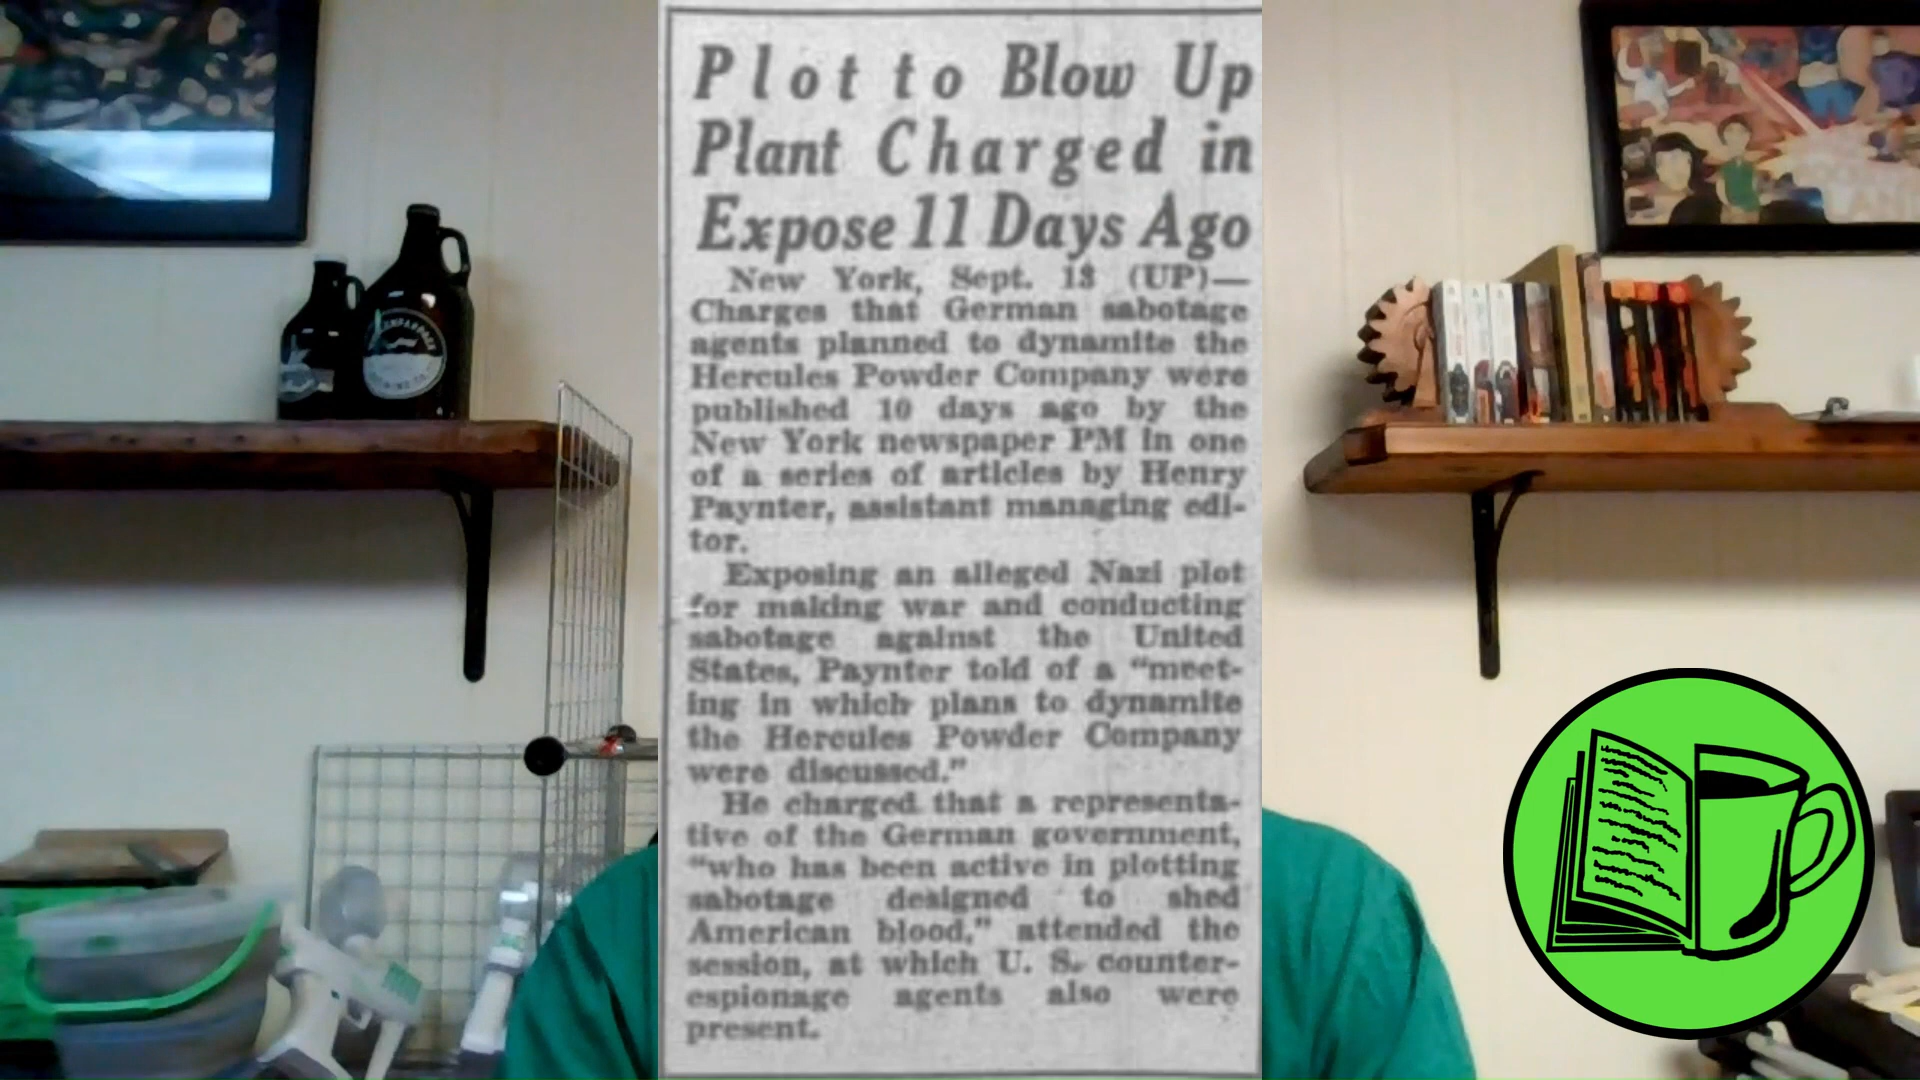 Plot to Blow Up
Plant Charged in
Expose 11 Days Ago
New York, Sept. 13 (UP)—
Charges that German sabotage
agents planned to dynamite the
Hercules Powder Company were
published 10 days ago by the
New York newspaper PM in one
of a series of articles by Henry
Paynter, assistant managing edi-
tor.
Exposing an alleged Nazi plot
for making war and conducting
sabotage against the United
States, Paynter told of a “meet-
ing in which plans to dynamite
the Hercules Powder Company
were discussed.”
He charged that a representa-
tive of the German government,
“who has been active in plotting
sabotage designed to shed
American blood,” attended the
session, at which U. S. counter-
espionage agents also were
present.